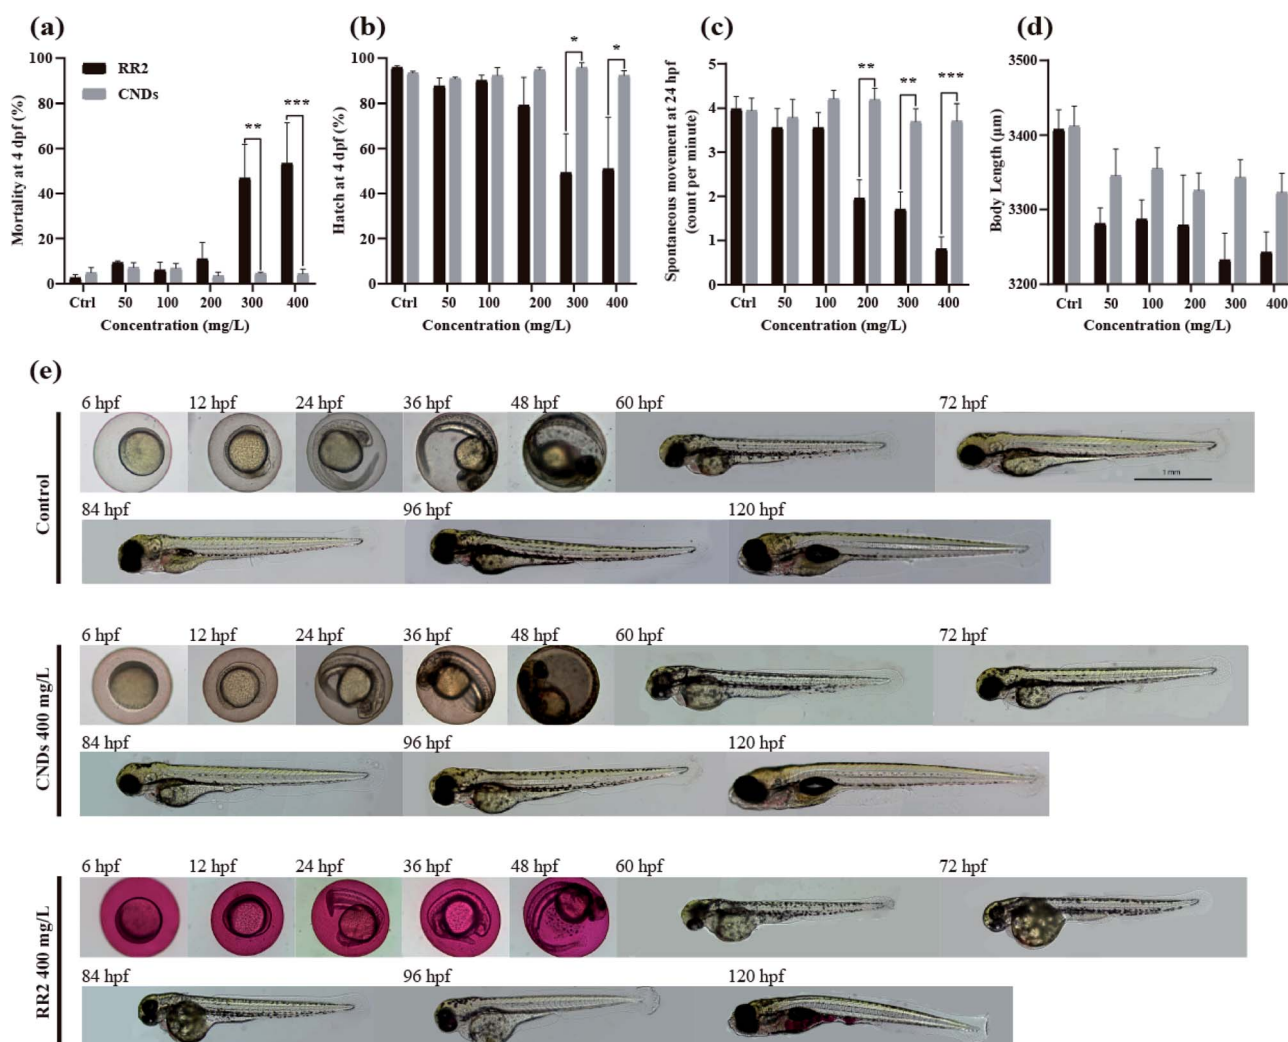 (a)
Mortality at 4 dpf (%)
100
80
60
40
20
0
RR2
CNDs
**
***
Ctrl 50 100 200 300 400
Concentration (mg/L)
(b)
Hatch at 4 dpf (%)
100
80
60
40
20
0
*
*
Ctrl 50 100 200 300 400
Concentration (mg/L)
(c)
Spontaneous movement at 24 hpf
(count per minute)
5
4
3
2
1
0
**
**
***
Ctrl 50 100 200 300 400
Concentration (mg/L)
(d)
Body Length (μm)
3500
3400
3300
3200
Ctrl 50 100 200 300 400
Concentration (mg/L)
(e)
Control
6 hpf 12 hpf 24 hpf 36 hpf 48 hpf 60 hpf 72 hpf
1 mm
84 hpf 96 hpf 120 hpf
CNDs 400 mg/L
6 hpf 12 hpf 24 hpf 36 hpf 48 hpf 60 hpf 72 hpf
84 hpf 96 hpf 120 hpf
RR2 400 mg/L
6 hpf 12 hpf 24 hpf 36 hpf 48 hpf 60 hpf 72 hpf
84 hpf 96 hpf 120 hpf